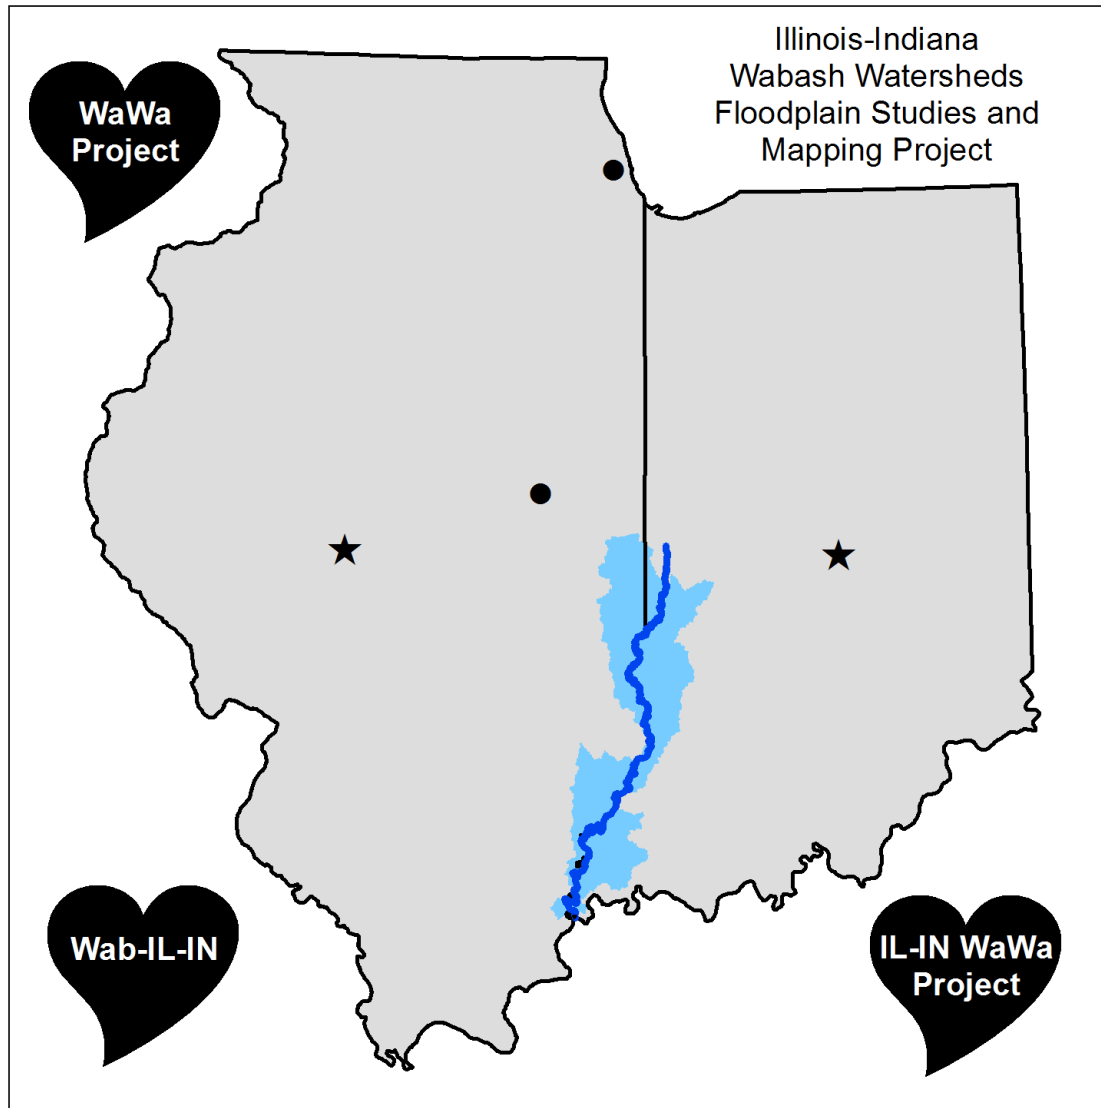 Illinois-Indiana
Wabash Watersheds
Floodplain Studies and
Mapping Project
WaWa
Project
Wab-IL-IN
IL-IN WaWa
Project